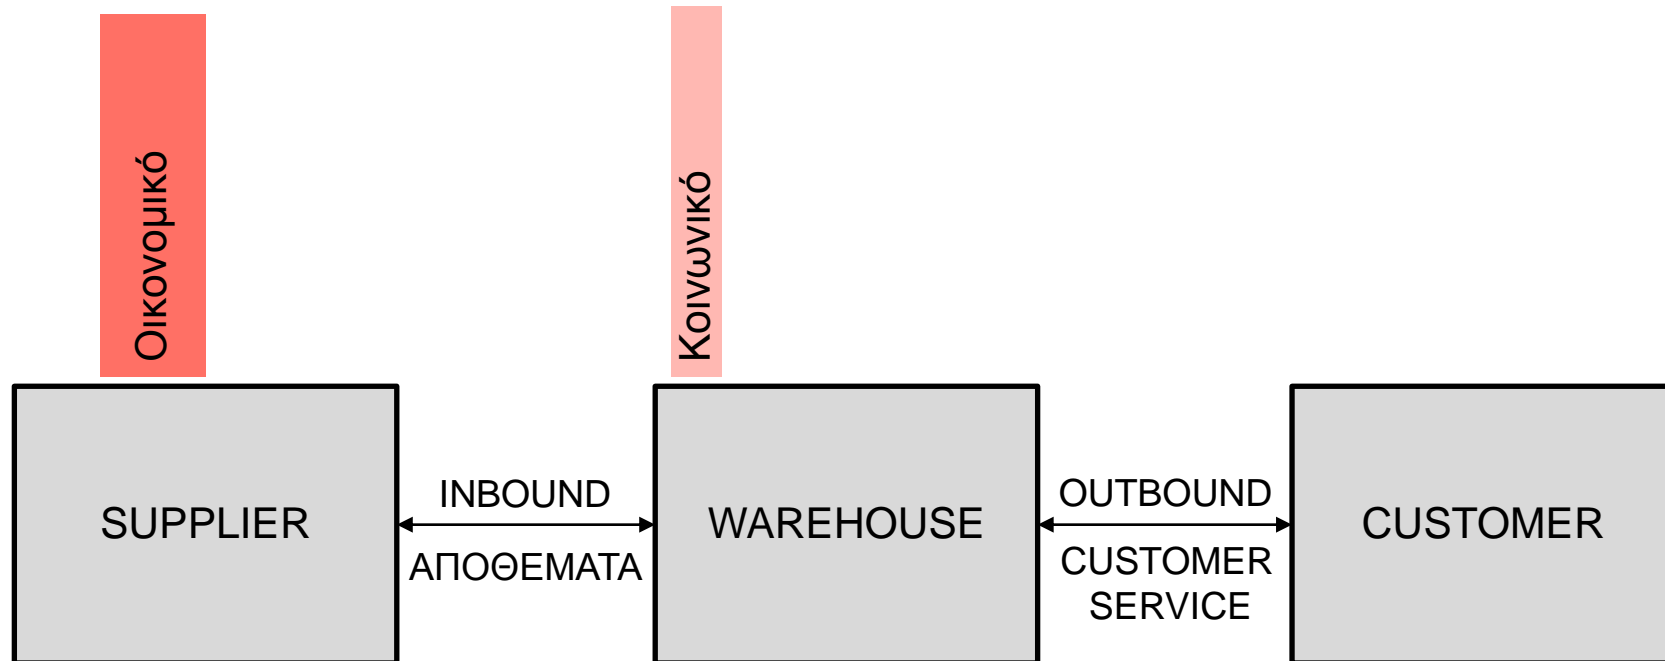 Οικονομικό
Κοινωνικό
SUPPLIER
INBOUND
ΑΠΟΘΕΜΑΤΑ
WAREHOUSE
OUTBOUND
CUSTOMER
SERVICE
CUSTOMER